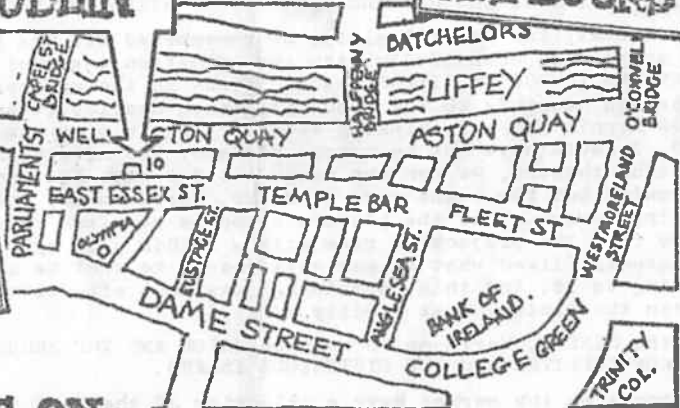 BATCHELORS
CAPEL ST
BRIDGE
HALFPENNY
BRIDGE
LIFFEY
O'CONNELL
BRIDGE
WELL
GTON QUAY
ASTON QUAY
PARLIAMENT ST
10
EAST ESSEX ST.
TEMPLE BAR
FLEET ST
WESTMORELAND
STREET
OLYMPIA
EUSTACE ST.
ANGLESEA ST.
DAME STREET
BANK OF
IRELAND.
COLLEGE GREEN
TRINITY
COL.